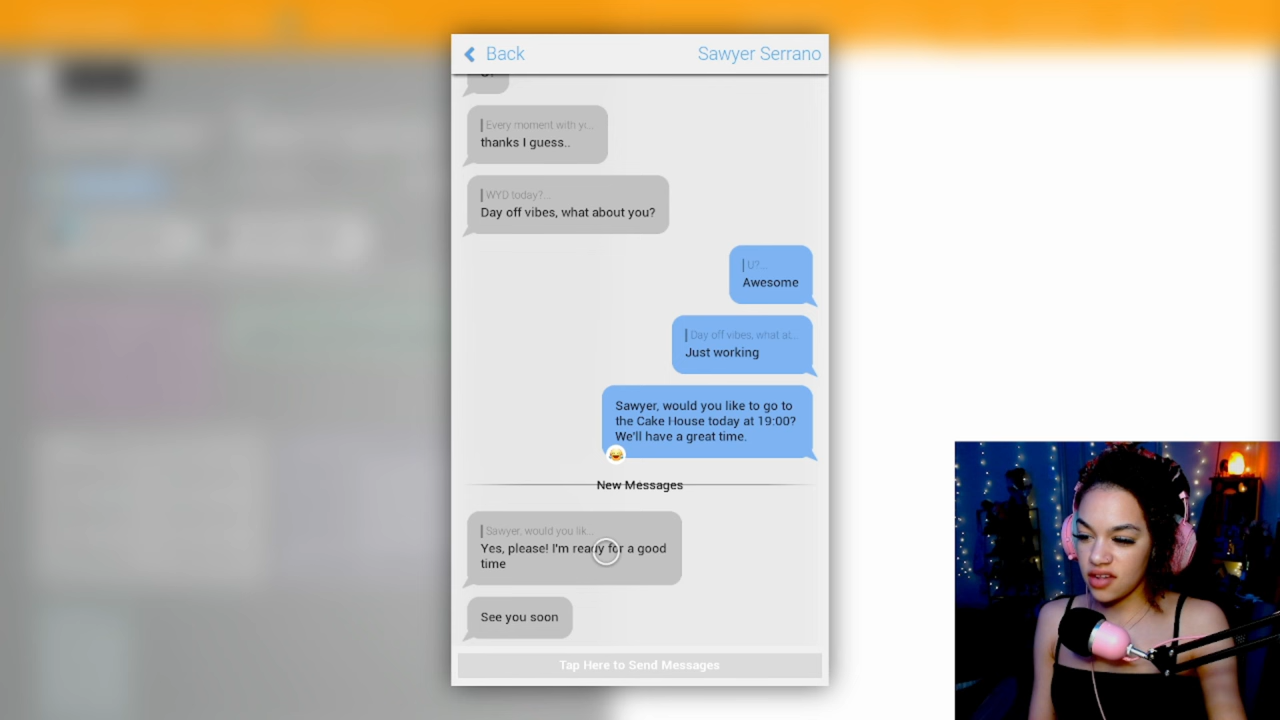 Back
Sawyer Serrano
Every moment with yi...
thanks I guess..
WYD today?...
Day off vibes, what about you?
U?...
Awesome
Day off vibes, what at...
Just working
Sawyer, would you like to go to
the Cake House today at 19:00?
We'll have a great time.
New Messages
Sawyer, would you lik...
Yes, please! I'm ready for a good
time
See you soon
Tap Here to Send Messages